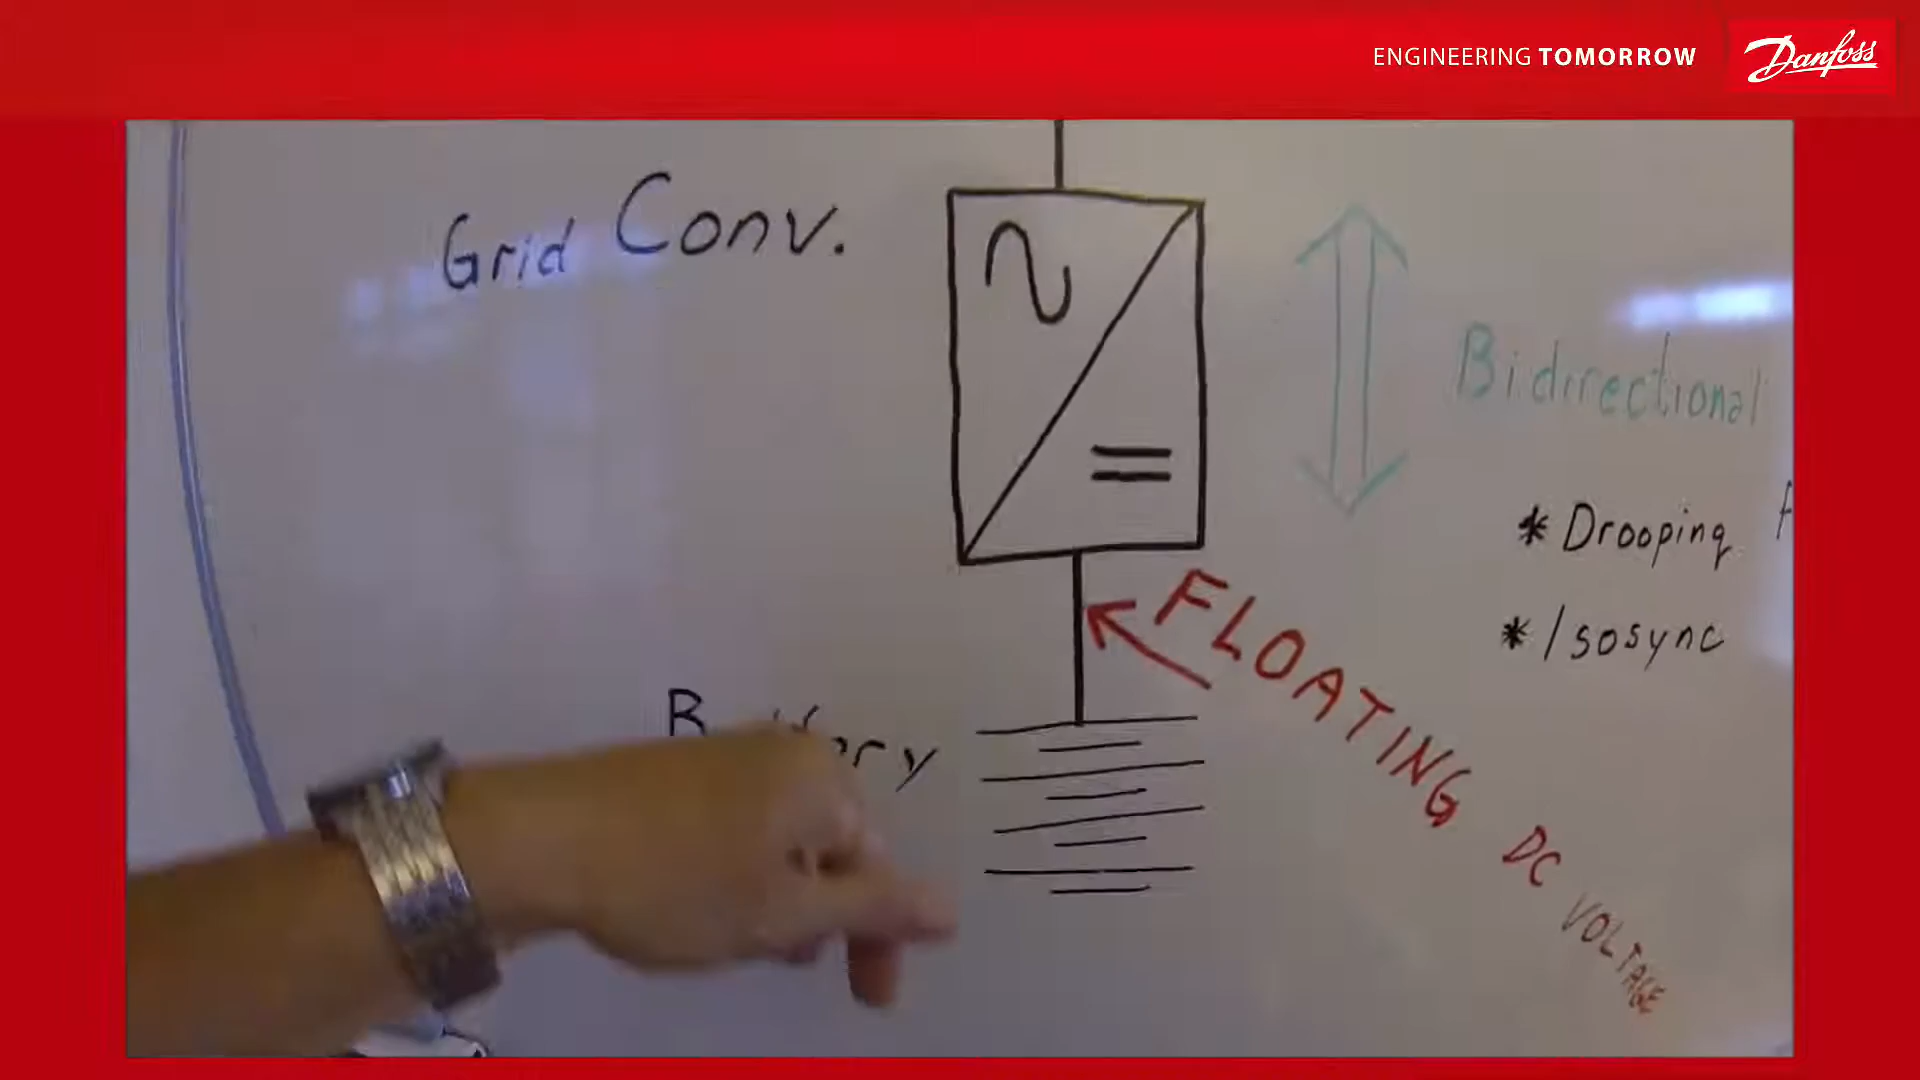 ENGINEERING TOMORROW
Danfoss
Grid Conv.
Bidirectional
* Drooping
* Isosync
FLOATING DC VOLTAGE